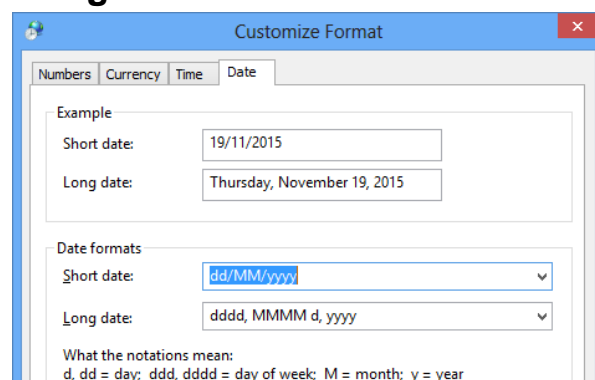 Customize Format
Numbers Currency Time Date
Example
Short date: 19/11/2015
Long date: Thursday, November 19, 2015
Date formats
Short date: dd/MM/yyyy
Long date: dddd, MMMM d, yyyy
What the notations mean:
d, dd = day; ddd, dddd = day of week; M = month; y = year